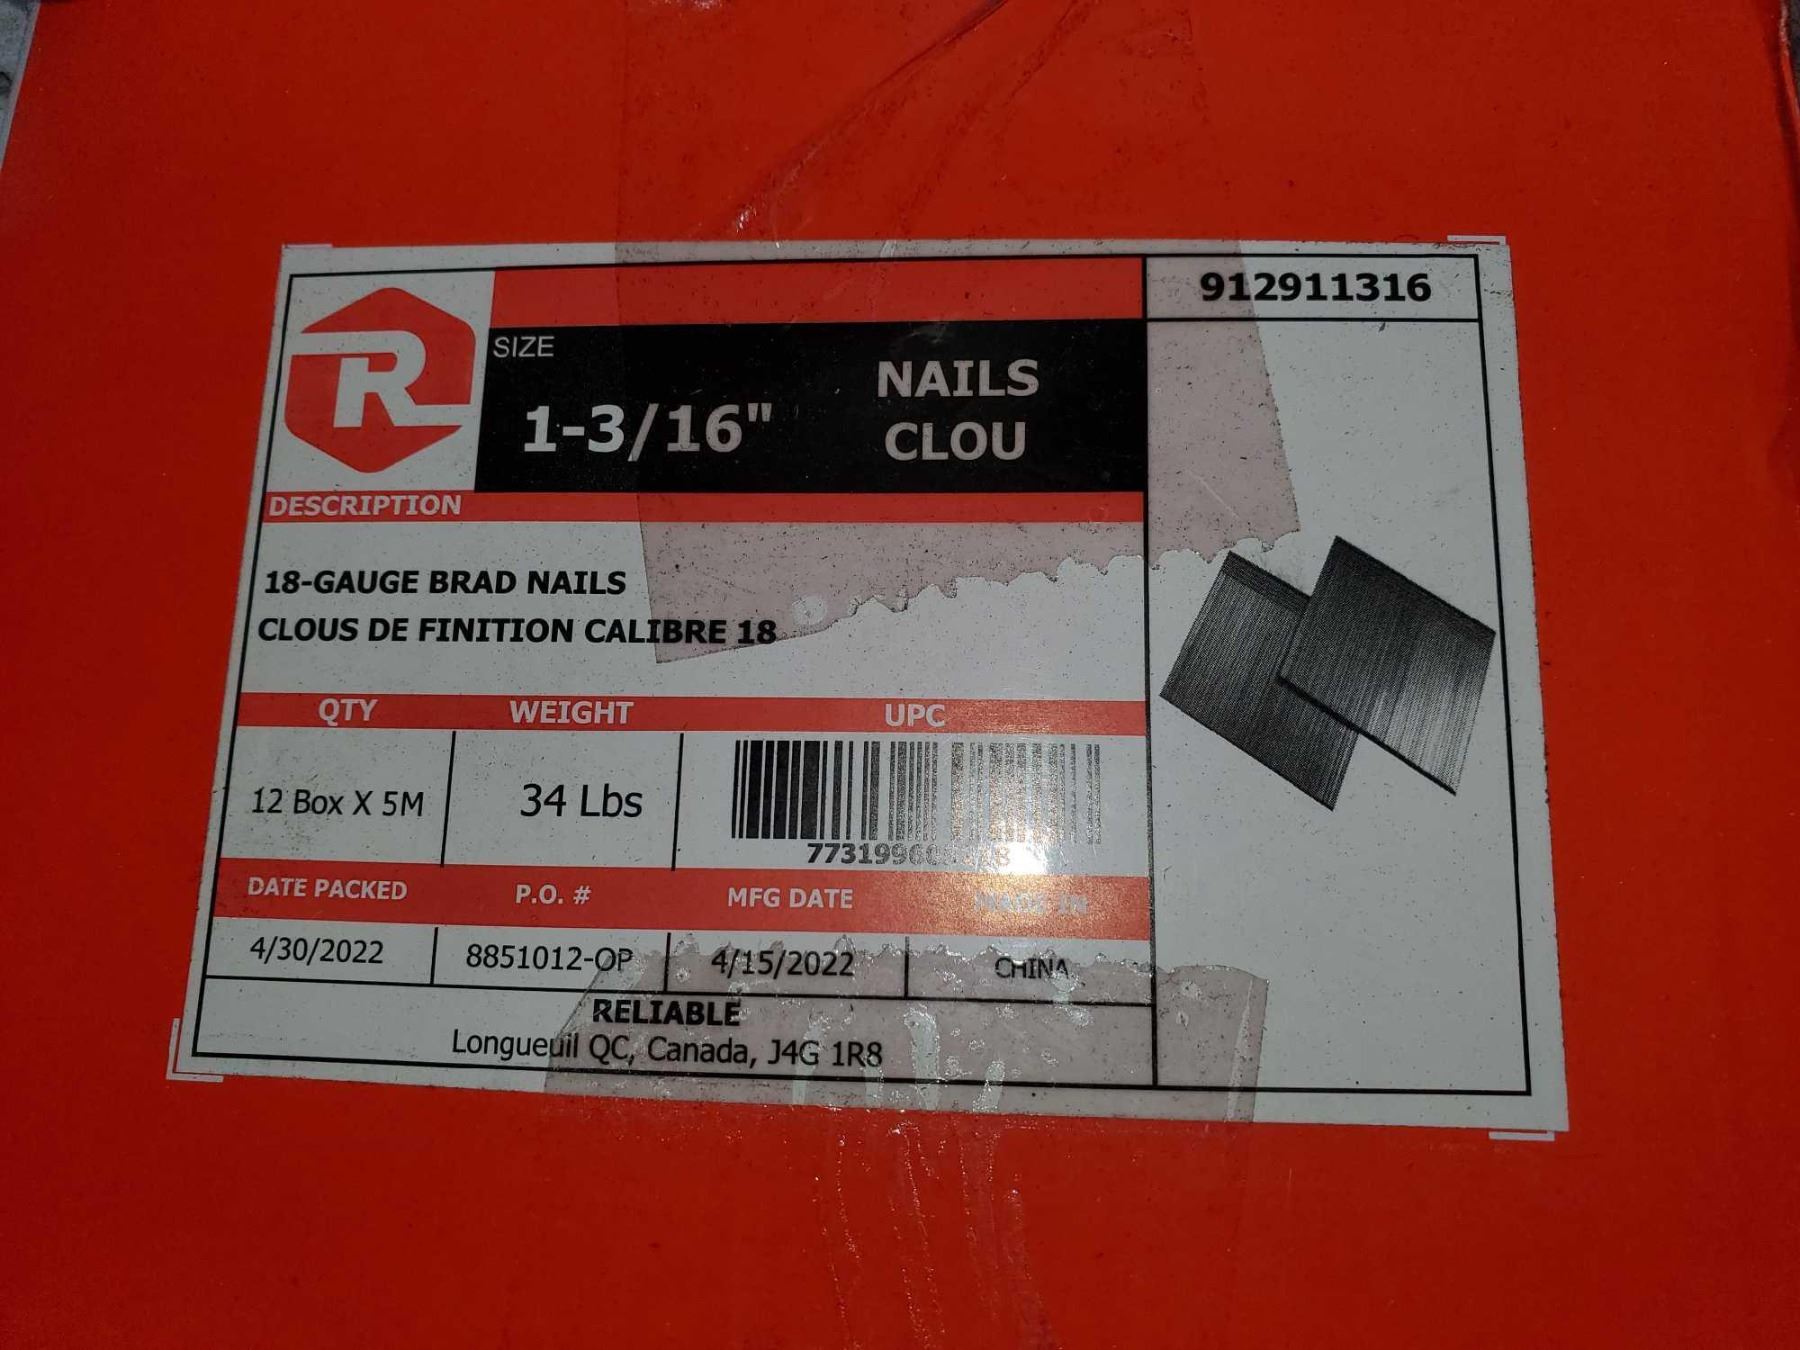 912911316
R
SIZE
1-3/16"
NAILS
CLOU
DESCRIPTION
18-GAUGE BRAD NAILS
CLOUS DE FINITION CALIBRE 18
QTY WEIGHT UPC
12 Box X 5M 34 Lbs
DATE PACKED P.O. # MFG DATE MADE IN
4/30/2022 8851012-OP 4/15/2022 CHINA
RELIABLE
Longueuil QC, Canada, J4G 1R8